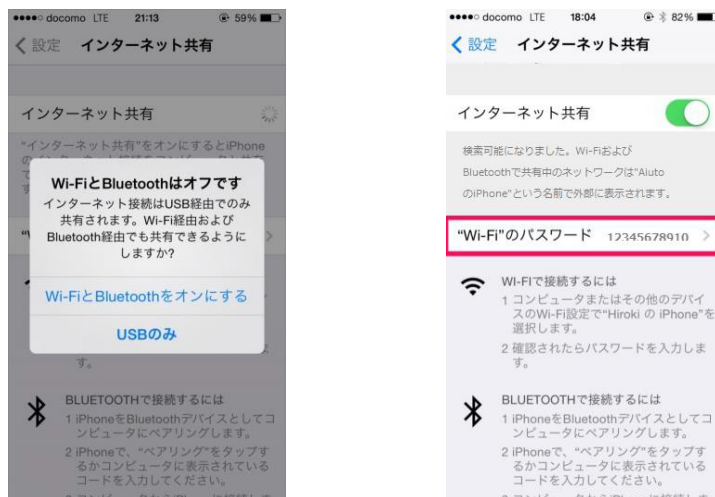 docomo LTE 21:13 59%
設定 インターネット共有
インターネット共有
"インターネット共有"をオンにするとiPhone
Wi-FiとBluetoothはオフです
インターネット接続はUSB経由でのみ
共有されます。Wi-Fi経由および
Bluetooth経由でも共有できるように
しますか?
Wi-FiとBluetoothをオンにする
USBのみ
す。
BLUETOOTHで接続するには
1 iPhoneをBluetoothデバイスとしてコ
ンピュータにペアリングします。
2 iPhoneで、"ペアリング"をタップす
るかコンピュータに表示されている
コードを入力してください。
docomo LTE 18:04 82%
設定 インターネット共有
インターネット共有
検索可能になりました。Wi-Fiおよび
Bluetoothで共有中のネットワークは"Aiuto
のiPhone"という名前で外部に表示されます。
"Wi-Fi"のパスワード 12345678910
WI-FIで接続するには
1 コンピュータまたはその他のデバイ
スのWi-Fi設定で"Hiroki の iPhone"を
選択します。
2 確認されたらパスワードを入力しま
す。
BLUETOOTHで接続するには
1 iPhoneをBluetoothデバイスとしてコ
ンピュータにペアリングします。
2 iPhoneで、"ペアリング"をタップす
るかコンピュータに表示されている
コードを入力してください。